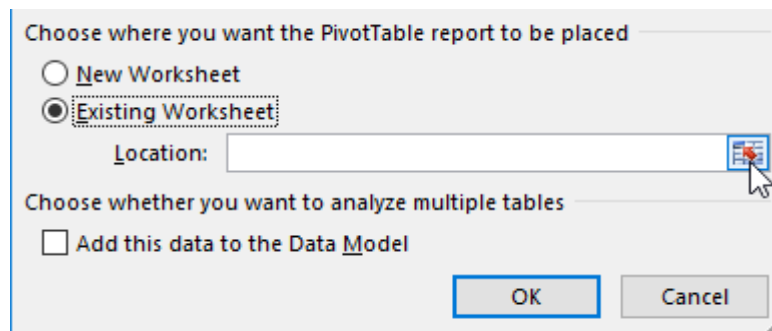 Choose where you want the PivotTable report to be placed
New Worksheet
Existing Worksheet
Location:
Choose whether you want to analyze multiple tables
Add this data to the Data Model
OK Cancel